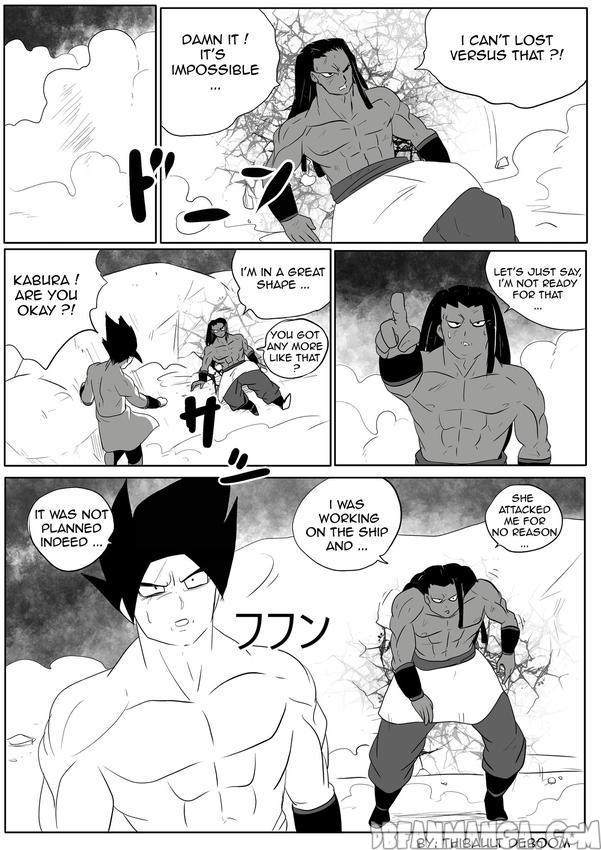 DAMN IT !
IT'S
IMPOSSIBLE
...
I CAN'T LOST
VERSUS THAT ?!
ドーン
KABURA !
ARE YOU
OKAY ?!
I'M IN A GREAT
SHAPE ...
YOU GOT
ANY MORE
LIKE THAT
?
ザー
LET'S JUST SAY,
I'M NOT READY
FOR THAT
...
IT WAS NOT
PLANNED
INDEED ...
I WAS
WORKING
ON THE SHIP
AND ...
SHE
ATTACKED
ME FOR
NO REASON
...
フフン
DBFANMANGA.COM
BY: THIBAULT DEBOOM